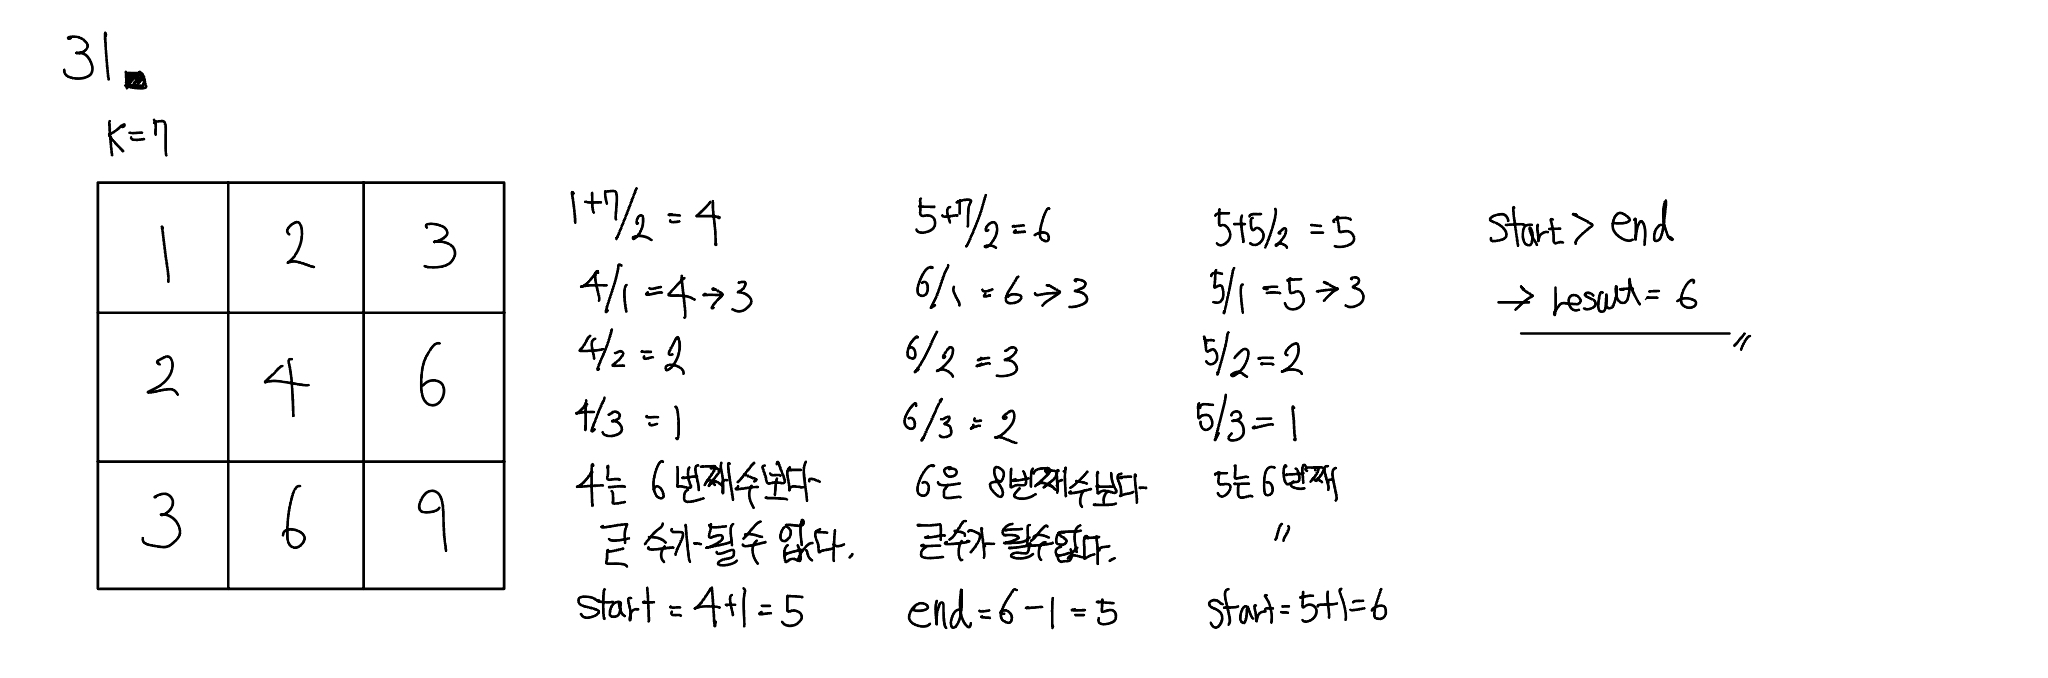 31.
K=7
1 2 3
2 4 6
3 6 9
1+7/2 = 4
4/1 = 4 → 3
4/2 = 2
4/3 = 1
4는 6번째수보다
큰 수가 될수 없다.
start = 4+1 = 5
5+7/2 = 6
6/1 = 6 → 3
6/2 = 3
6/3 = 2
6은 8번째수보다
큰수가 될수없다.
end = 6-1 = 5
5+5/2 = 5
5/1 = 5 → 3
5/2 = 2
5/3 = 1
5는 6번째
〃
start = 5+1 = 6
start > end
→ result = 6 〃